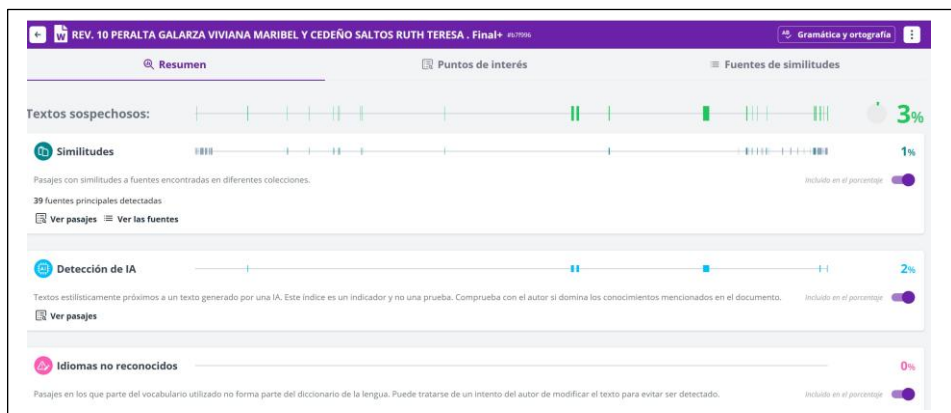 REV. 10 PERALTA GALARZA VIVIANA MARIBEL Y CEDEÑO SALTOS RUTH TERESA . Final+ #b7f996
Gramática y ortografía
Resumen
Puntos de interés
Fuentes de similitudes
Textos sospechosos:
3%
Similitudes
1%
Pasajes con similitudes a fuentes encontradas en diferentes colecciones.
Incluido en el porcentaje
39 fuentes principales detectadas
Ver pasajes Ver las fuentes
Detección de IA
2%
Textos estilísticamente próximos a un texto generado por una IA. Este índice es un indicador y no una prueba. Comprueba con el autor si domina los conocimientos mencionados en el documento.
Incluido en el porcentaje
Ver pasajes
Idiomas no reconocidos
0%
Pasajes en los que parte del vocabulario utilizado no forma parte del diccionario de la lengua. Puede tratarse de un intento del autor de modificar el texto para evitar ser detectado.
Incluido en el porcentaje